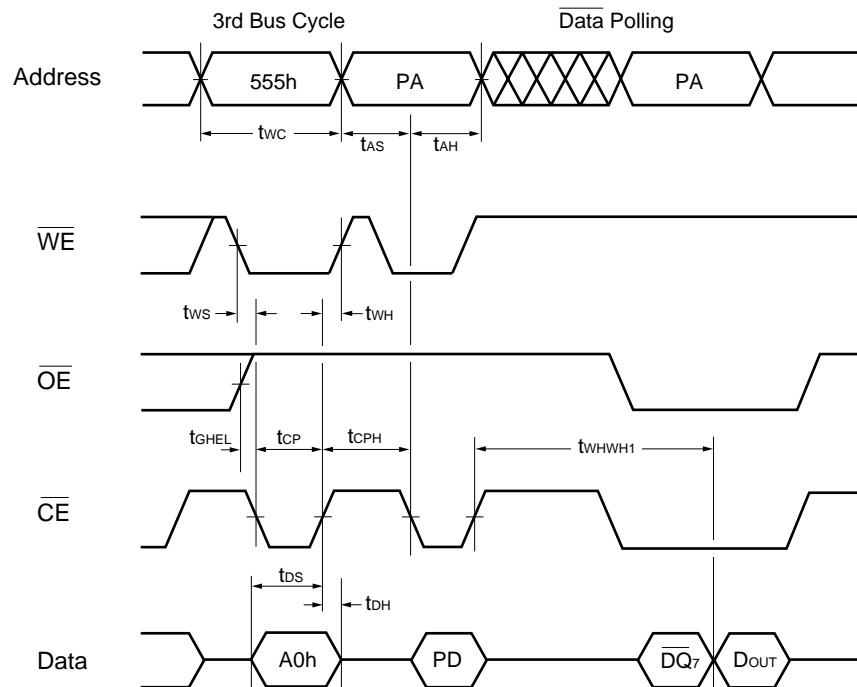 3rd Bus Cycle Data Polling
Address 555h PA PA
tWC tAS tAH
WE
tWS tWH
OE
tGHEL tCP tCPH tWHWH1
CE
tDS tDH
Data A0h PD DQ7 DOUT